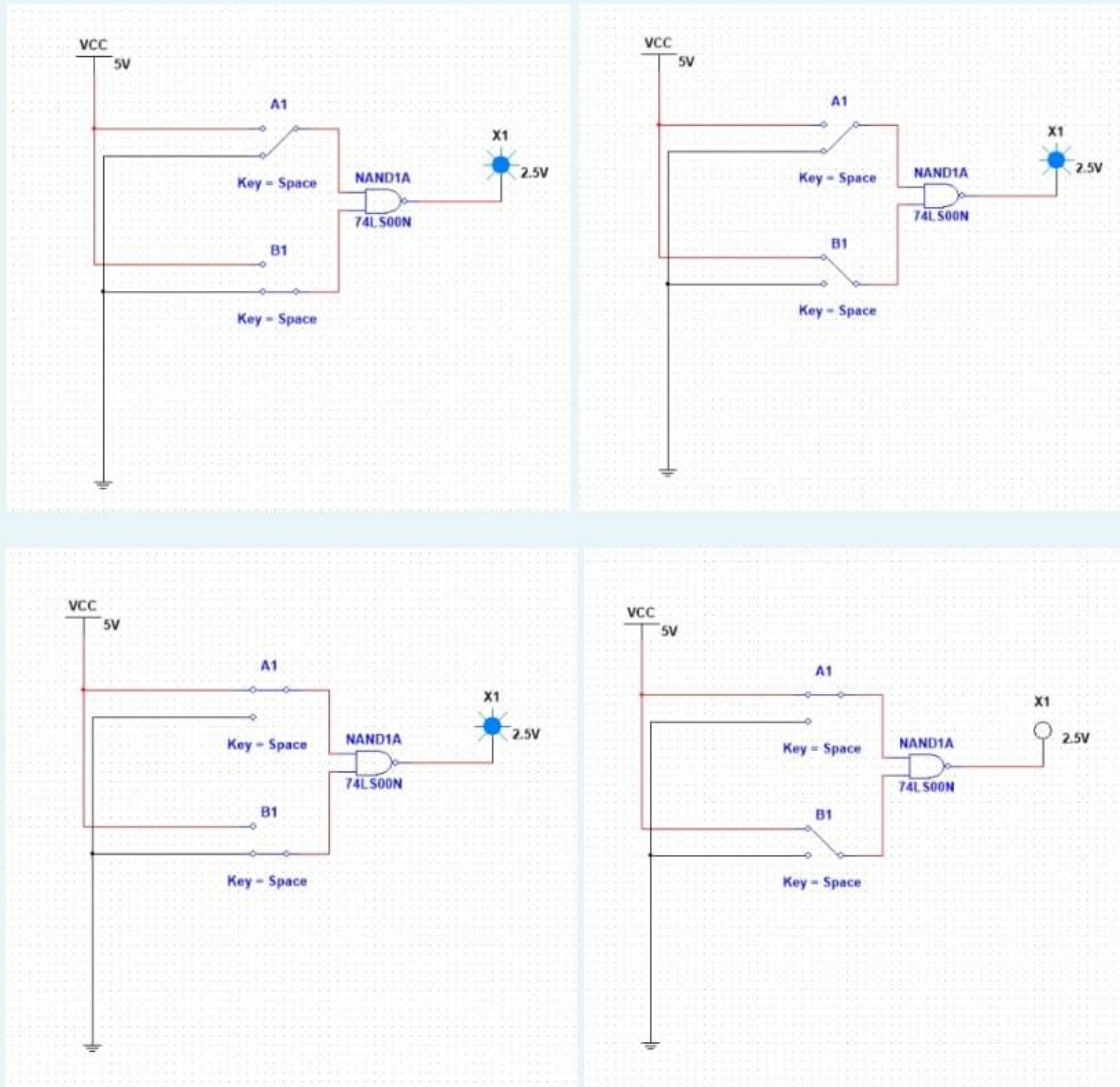 VCC
5V
A1
Key = Space
X1
2.5V
NAND1A
74LS00N
B1
Key = Space
VCC
5V
A1
Key = Space
X1
2.5V
NAND1A
74LS00N
B1
Key = Space
VCC
5V
A1
Key = Space
X1
2.5V
NAND1A
74LS00N
B1
Key = Space
VCC
5V
A1
Key = Space
X1
2.5V
NAND1A
74LS00N
B1
Key = Space